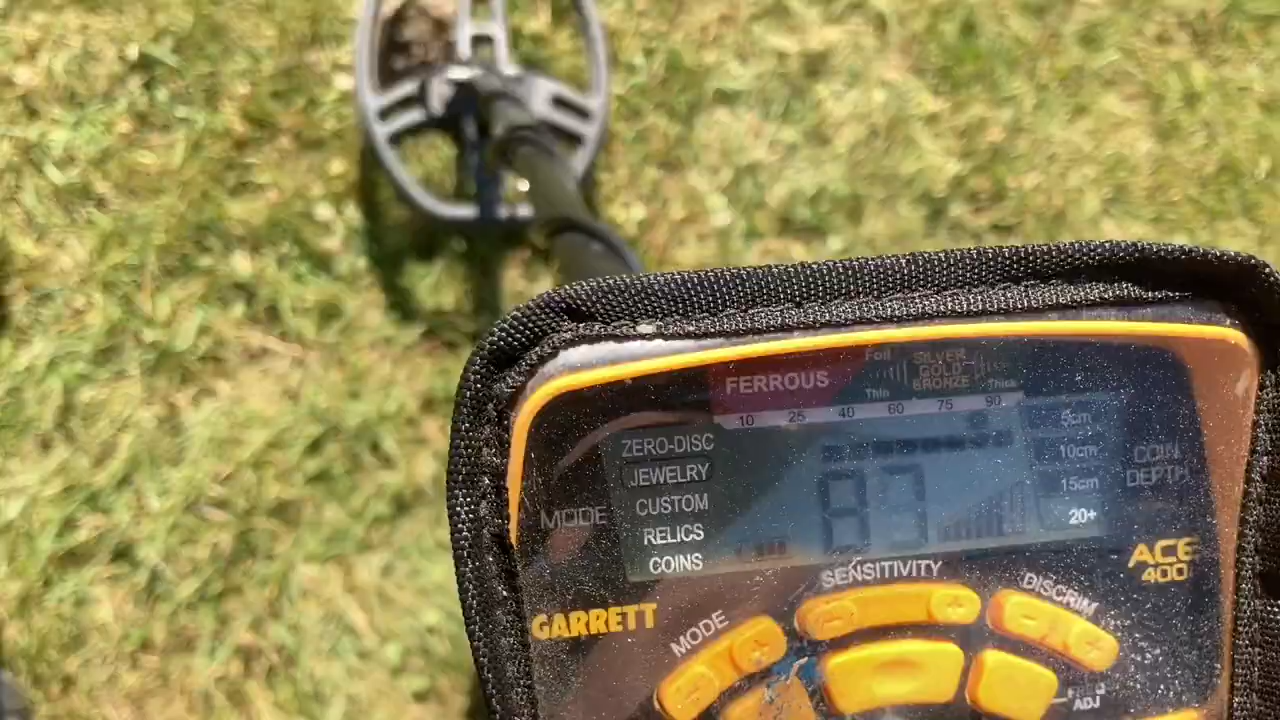 Foil
SILVER
GOLD
BRONZE
FERROUS
Thin
Thick
10 25 40 60 75 90
5cm
ZERO-DISC
10cm
JEWELRY
COIN
DEPTH
15cm
MODE
CUSTOM
20+
RELICS
COINS
83
ACE
400
SENSITIVITY
DISCRIM
GARRETT
MODE
ADJ